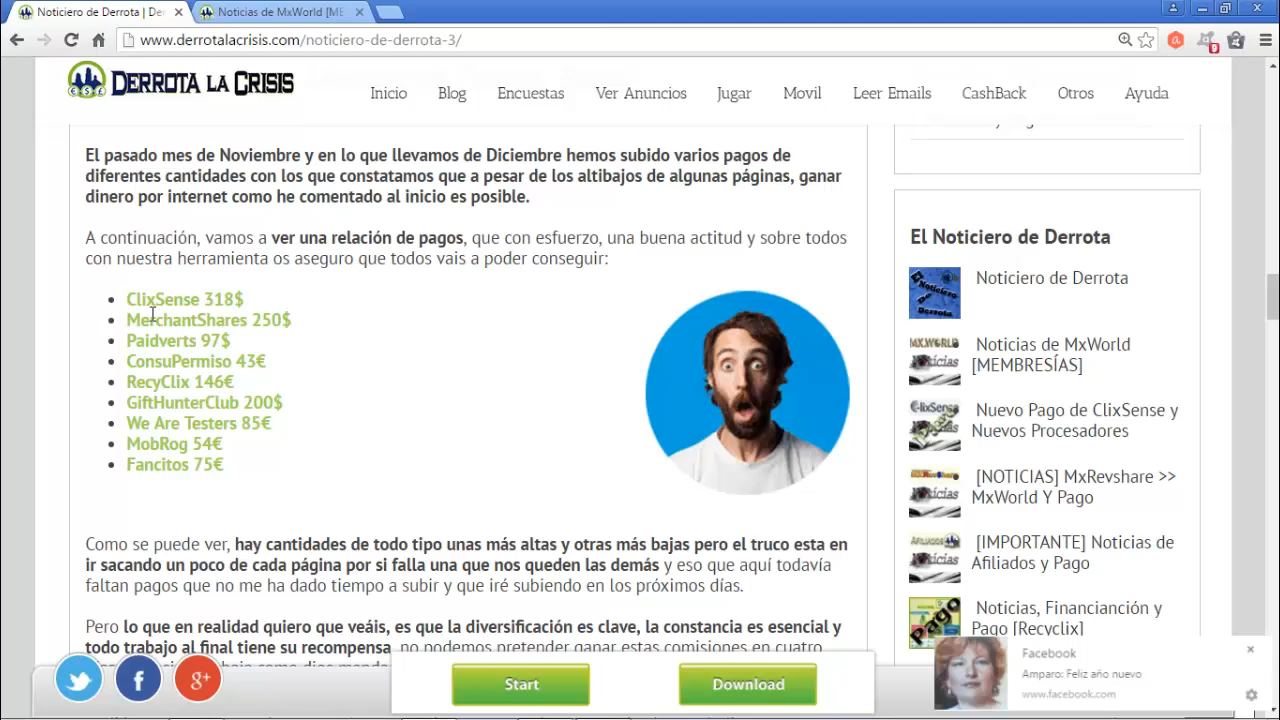 Noticiero de Derrota | Der
Noticias de MxWorld [ME
www.derrotalacrisis.com/noticiero-de-derrota-3/
9
DERROTA LA CRISIS
Inicio Blog Encuestas Ver Anuncios Jugar Movil Leer Emails CashBack Otros Ayuda
El pasado mes de Noviembre y en lo que llevamos de Diciembre hemos subido varios pagos de
diferentes cantidades con los que constatamos que a pesar de los altibajos de algunas páginas, ganar
dinero por internet como he comentado al inicio es posible.
A continuación, vamos a ver una relación de pagos, que con esfuerzo, una buena actitud y sobre todos
con nuestra herramienta os aseguro que todos vais a poder conseguir:
ClixSense 318$
MerchantShares 250$
Paidverts 97$
ConsuPermiso 43€
RecyClix 146€
GiftHunterClub 200$
We Are Testers 85€
MobRog 54€
Fancitos 75€
Como se puede ver, hay cantidades de todo tipo unas más altas y otras más bajas pero el truco esta en
ir sacando un poco de cada página por si falla una que nos queden las demás y eso que aquí todavía
faltan pagos que no me ha dado tiempo a subir y que iré subiendo en los próximos días.
Pero lo que en realidad quiero que veáis, es que la diversificación es clave, la constancia es esencial y
todo trabajo al final tiene su recompensa, no podemos pretender ganar estas comisiones en cuatro
El Noticiero de Derrota
Noticiero de Derrota
Noticias de MxWorld
[MEMBRESÍAS]
Nuevo Pago de ClixSense y
Nuevos Procesadores
[NOTICIAS] MxRevshare >>
MxWorld Y Pago
[IMPORTANTE] Noticias de
Afiliados y Pago
Noticias, Financianción y
Pago [Recyclix]
Start
Download
Facebook
Amparo: Feliz año nuevo
www.facebook.com